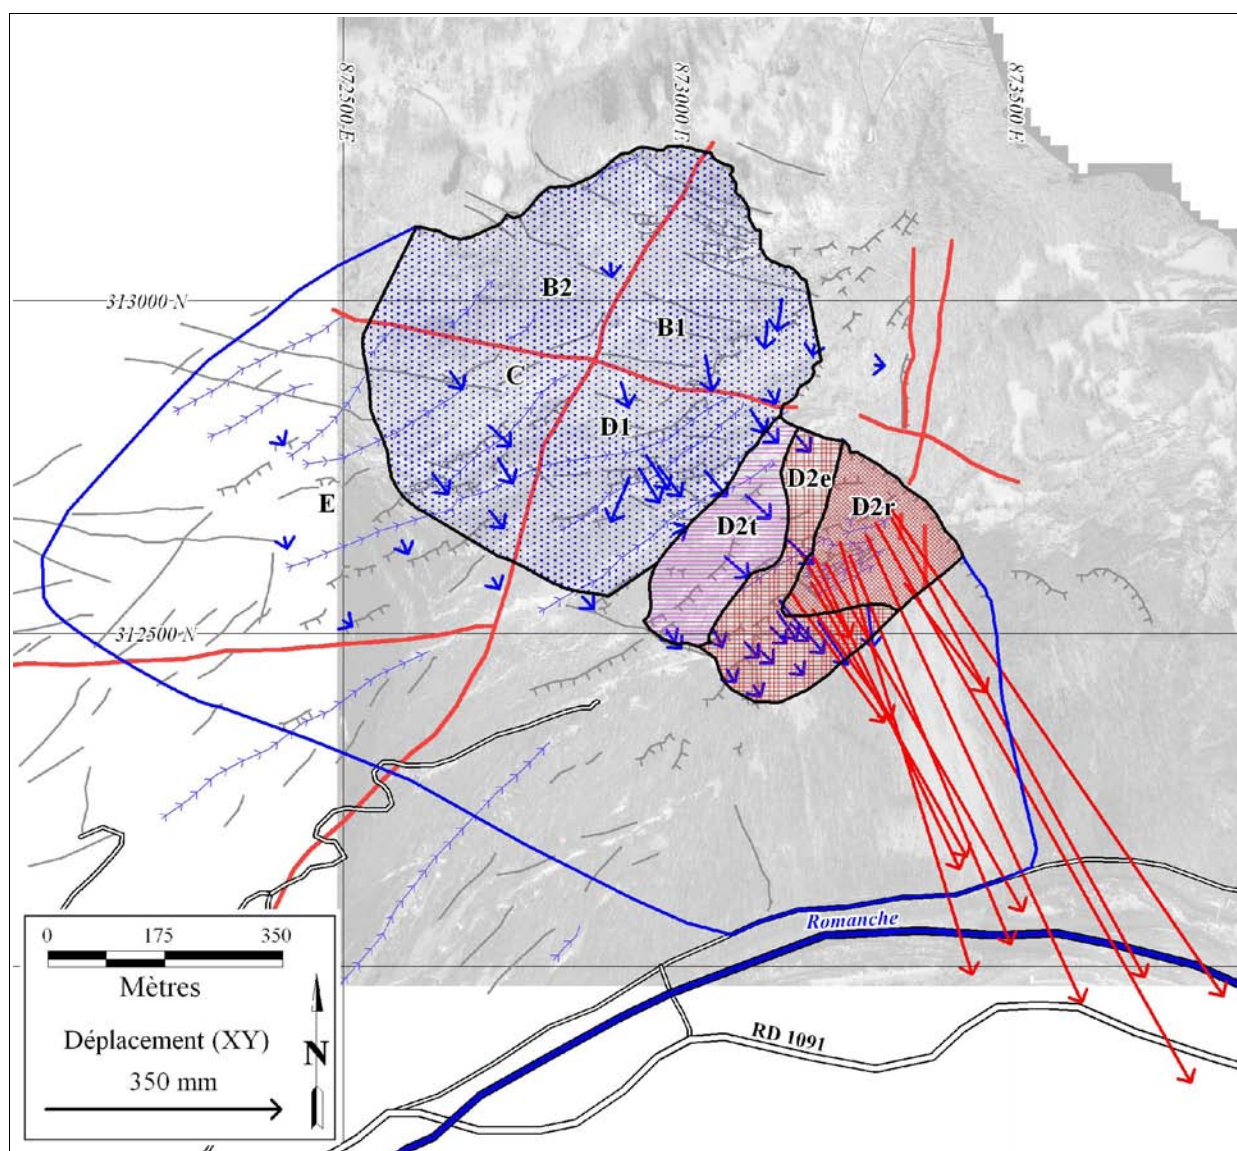 872500 E
873000 E
873500 E
313000 N
B2
B1
C
D1
D2e
E
D2t
D2r
312500 N
Romanche
RD 1091
0 175 350
Mètres
Déplacement (XY)
N
350 mm